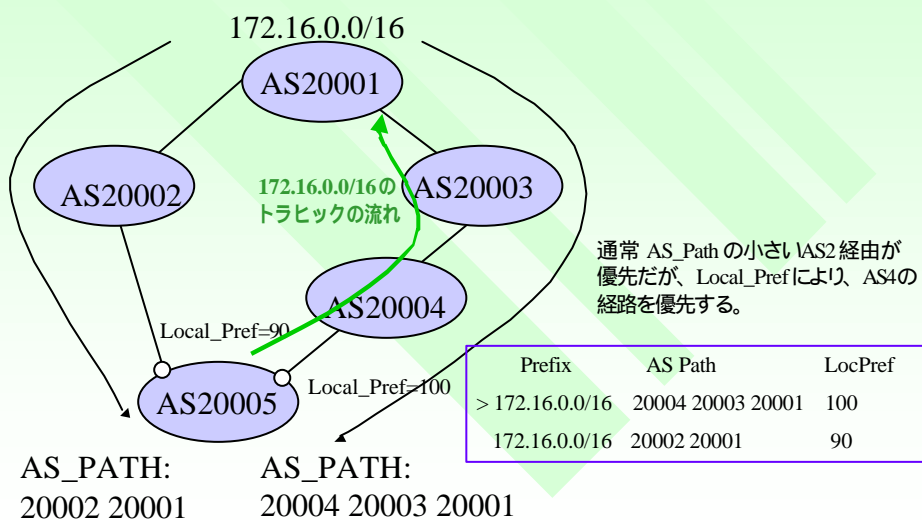 172.16.0.0/16
AS20001
AS20002
172.16.0.0/16の
トラヒックの流れ
AS20003
通常 AS_Path の小さいAS2 経由が
優先だが、Local_Prefにより、AS4の
経路を優先する。
AS20004
Local_Pref=90
Local_Pref=100
AS20005
Prefix AS Path LocPref
> 172.16.0.0/16 20004 20003 20001 100
172.16.0.0/16 20002 20001 90
AS_PATH:
20002 20001
AS_PATH:
20004 20003 20001